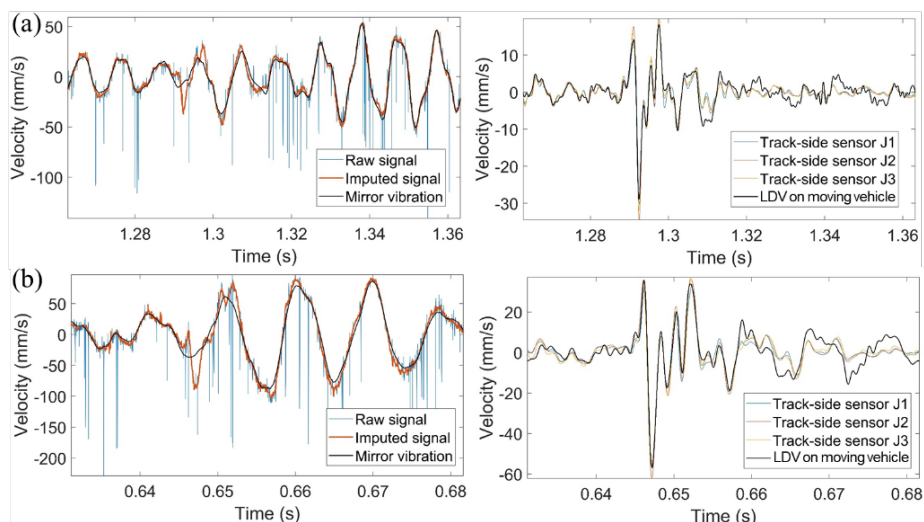 (a)
Velocity (mm/s)
50
0
-50
-100
Raw signal
Imputed signal
Mirror vibration
1.28 1.3 1.32 1.34 1.36
Time (s)
Velocity (mm/s)
20
10
0
-10
-20
-30
Track-side sensor J1
Track-side sensor J2
Track-side sensor J3
LDV on moving vehicle
1.28 1.3 1.32 1.34 1.36
Time (s)
(b)
Velocity (mm/s)
50
0
-50
-100
-150
-200
Raw signal
Imputed signal
Mirror vibration
0.64 0.65 0.66 0.67 0.68
Time (s)
Velocity (mm/s)
20
0
-20
-40
-60
Track-side sensor J1
Track-side sensor J2
Track-side sensor J3
LDV on moving vehicle
0.64 0.65 0.66 0.67 0.68
Time (s)